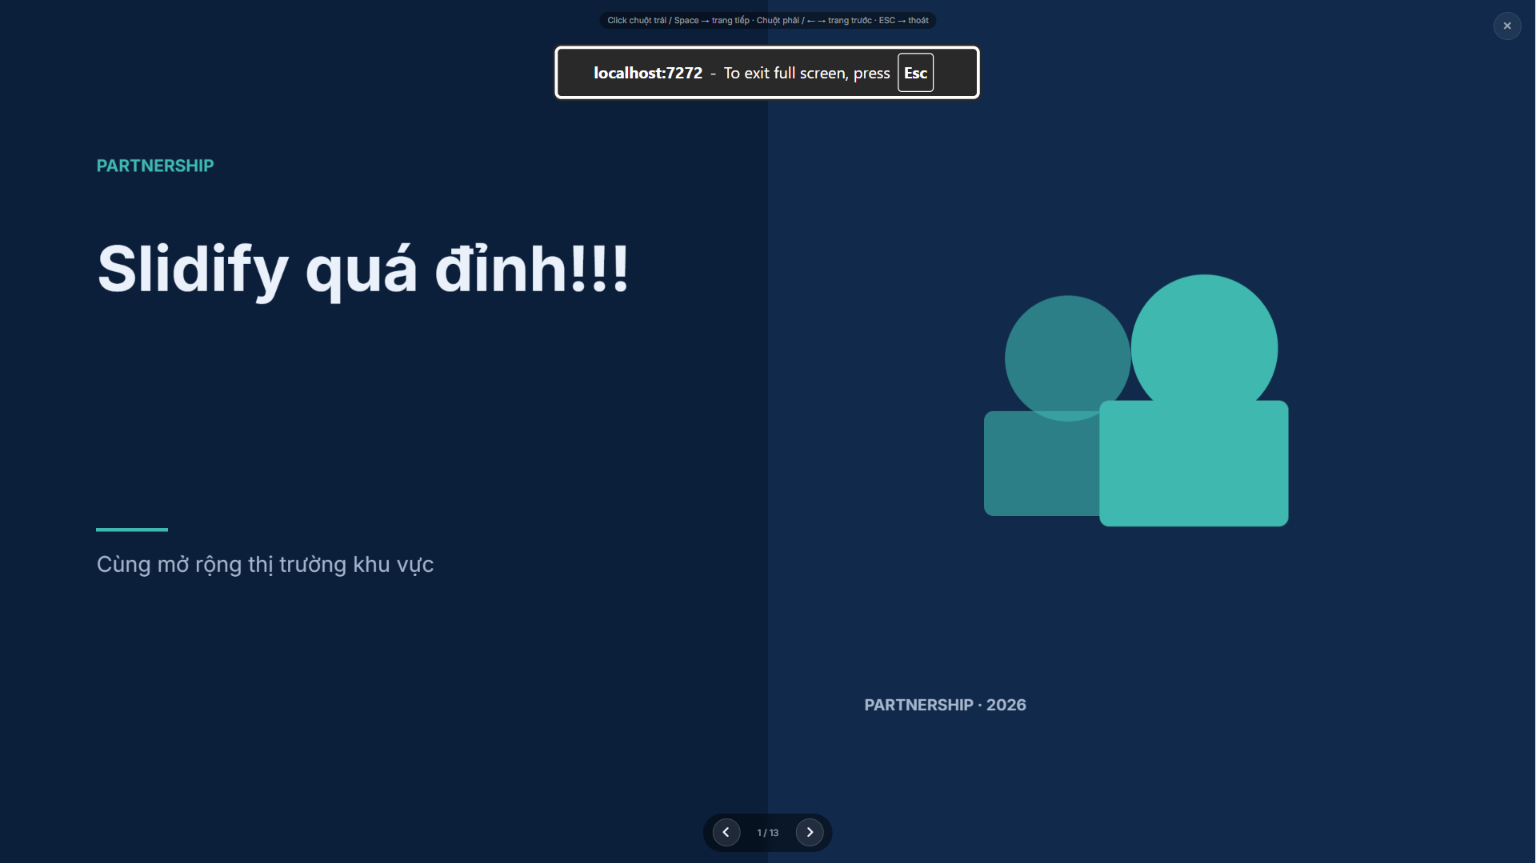 Click chuột trái / Space → trang tiếp · Chuột phải / ← → trang trước · ESC → thoát
localhost:7272 - To exit full screen, press Esc
PARTNERSHIP
Slidify quá đỉnh!!!
Cùng mở rộng thị trường khu vực
PARTNERSHIP · 2026
1 / 13